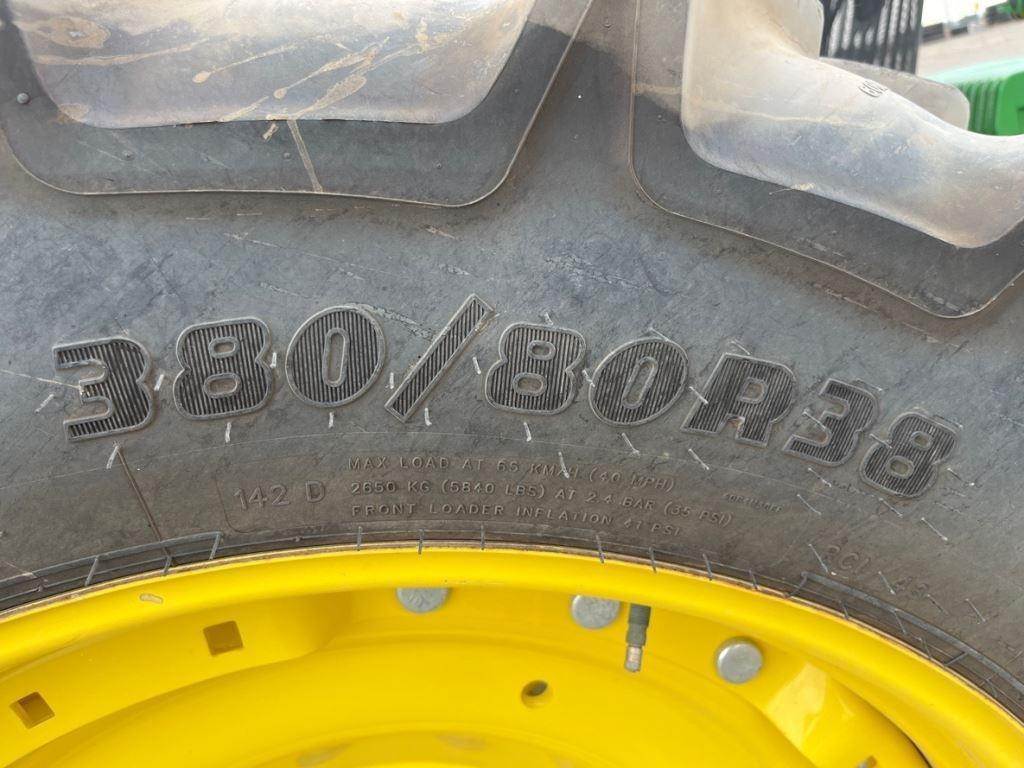 380/80R38
142 D
MAX LOAD AT 65 KM/H (40 MPH)
2650 KG (5840 LBS) AT 2.4 BAR (35 PSI)
FRONT LOADER INFLATION 41 PSI